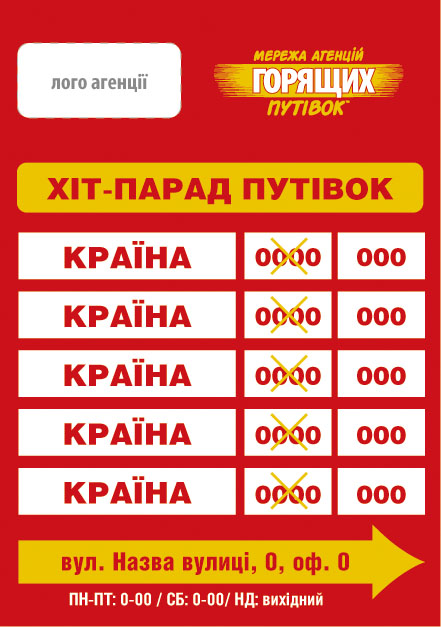 лого агенції
МЕРЕЖА АГЕНЦІЙ
ГОРЯЩИХ
ПУТІВОК™
ХІТ-ПАРАД ПУТІВОК
КРАЇНА 0000 000
КРАЇНА 0000 000
КРАЇНА 0000 000
КРАЇНА 0000 000
КРАЇНА 0000 000
вул. Назва вулиці, 0, оф. 0
ПН-ПТ: 0-00 / СБ: 0-00/ НД: вихідний